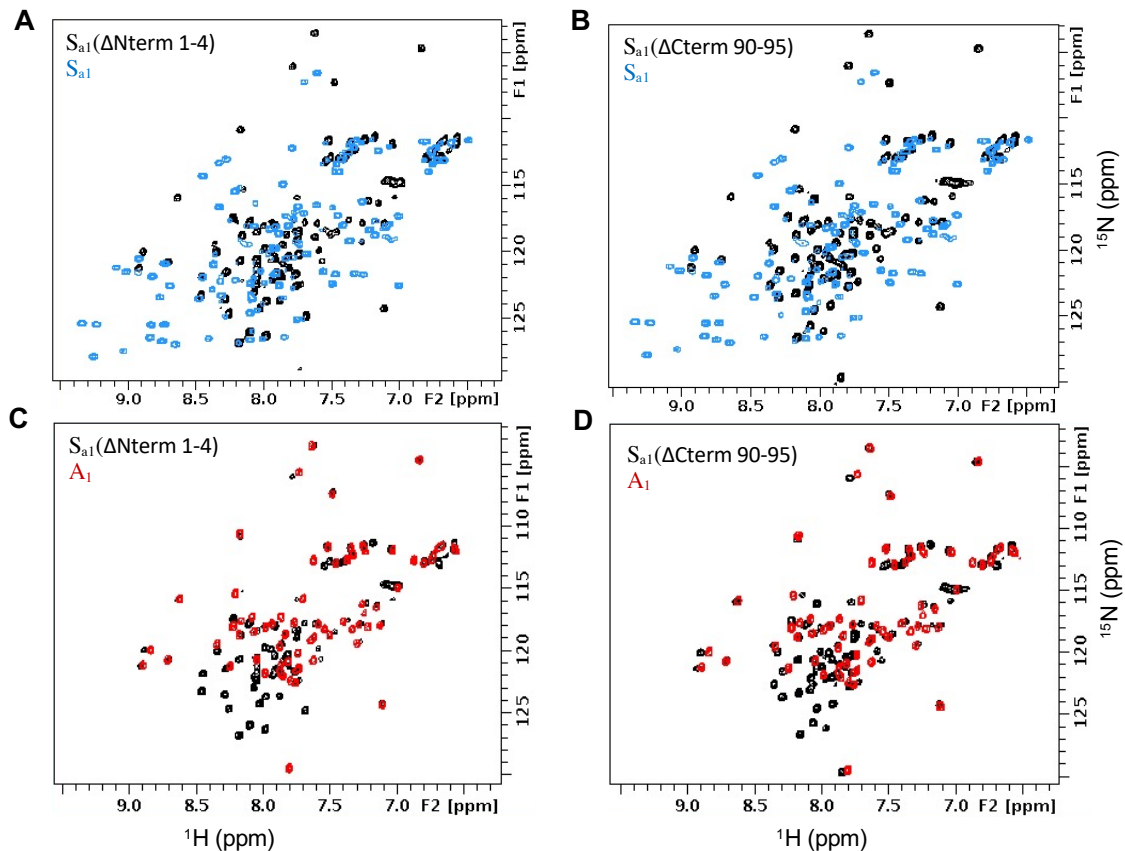 A
Sa1(ΔNterm 1-4)
Sa1
F1 [ppm]
115
120
125
9.0 8.5 8.0 7.5 7.0 F2 [ppm]
B
Sa1(ΔCterm 90-95)
Sa1
F1 [ppm]
115
120
125
15N (ppm)
9.0 8.5 8.0 7.5 7.0 F2 [ppm]
C
Sa1(ΔNterm 1-4)
A1
F1 [ppm]
110
115
120
125
9.0 8.5 8.0 7.5 7.0 F2 [ppm]
1H (ppm)
D
Sa1(ΔCterm 90-95)
A1
F1 [ppm]
110
115
120
125
15N (ppm)
9.0 8.5 8.0 7.5 7.0 F2 [ppm]
1H (ppm)